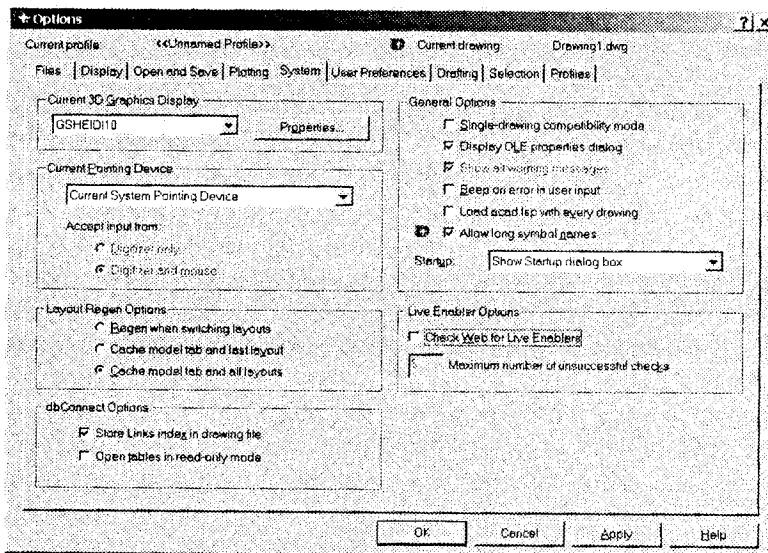 Options
Current profile: <<Unnamed Profile>> Current drawing: Drawing1.dwg
Files Display Open and Save Plotting System User Preferences Drafting Selection Profiles
Current 3D Graphics Display
GSHEIDI10
Properties...
Current Pointing Device
Current System Pointing Device
Accept input from:
Digitizer only
Digitizer and mouse
Layout Regen Options
Regen when switching layouts
Cache model tab and last layout
Cache model tab and all layouts
dbConnect Options
Store Links index in drawing file
Open tables in read-only mode
General Options
Single-drawing compatibility mode
Display OLE properties dialog
Show all warning messages
Beep on error in user input
Load acad.lsp with every drawing
Allow long symbol names
Startup: Show Startup dialog box
Live Enabler Options
Check Web for Live Enablers
Maximum number of unsuccessful checks
OK Cancel Apply Help